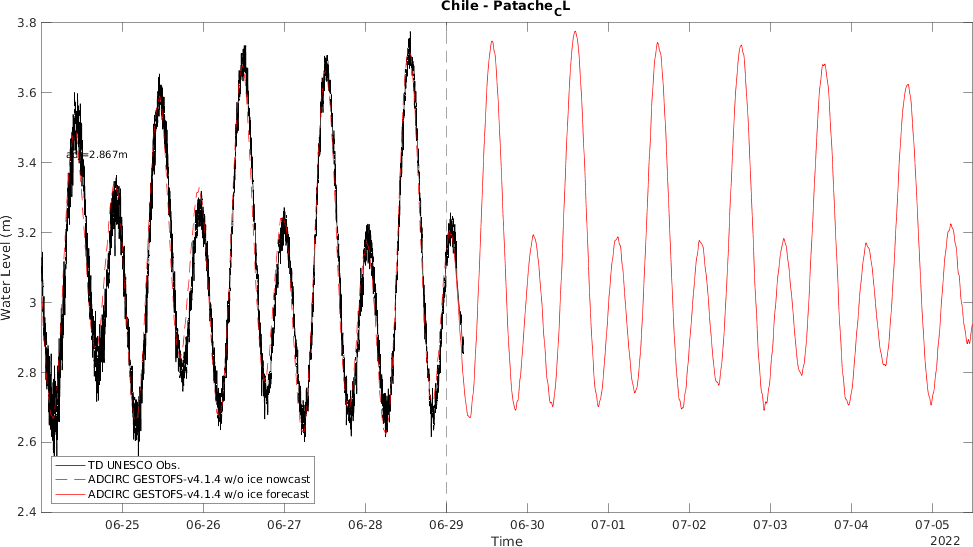 Chile - Patache_CL
3.8
3.6
3.4
3.2
3
2.8
2.6
2.4
Water Level (m)
=2.867m
TD UNESCO Obs.
ADCIRC GESTOFS-v4.1.4 w/o ice nowcast
ADCIRC GESTOFS-v4.1.4 w/o ice forecast
06-25
06-26
06-27
06-28
06-29
06-30
07-01
07-02
07-03
07-04
07-05
Time
2022